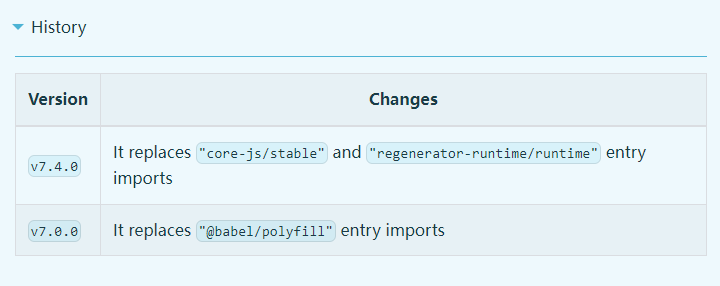 History
Version Changes
v7.4.0 It replaces "core-js/stable" and "regenerator-runtime/runtime" entry
imports
v7.0.0 It replaces "@babel/polyfill" entry imports